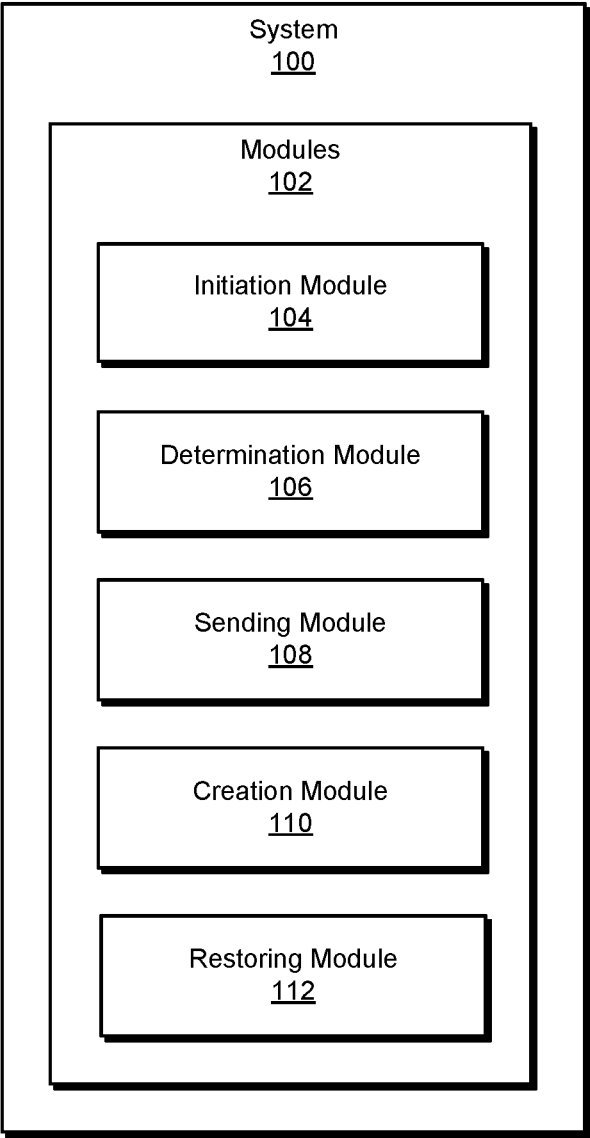 System
100
Modules
102
Initiation Module
104
Determination Module
106
Sending Module
108
Creation Module
110
Restoring Module
112